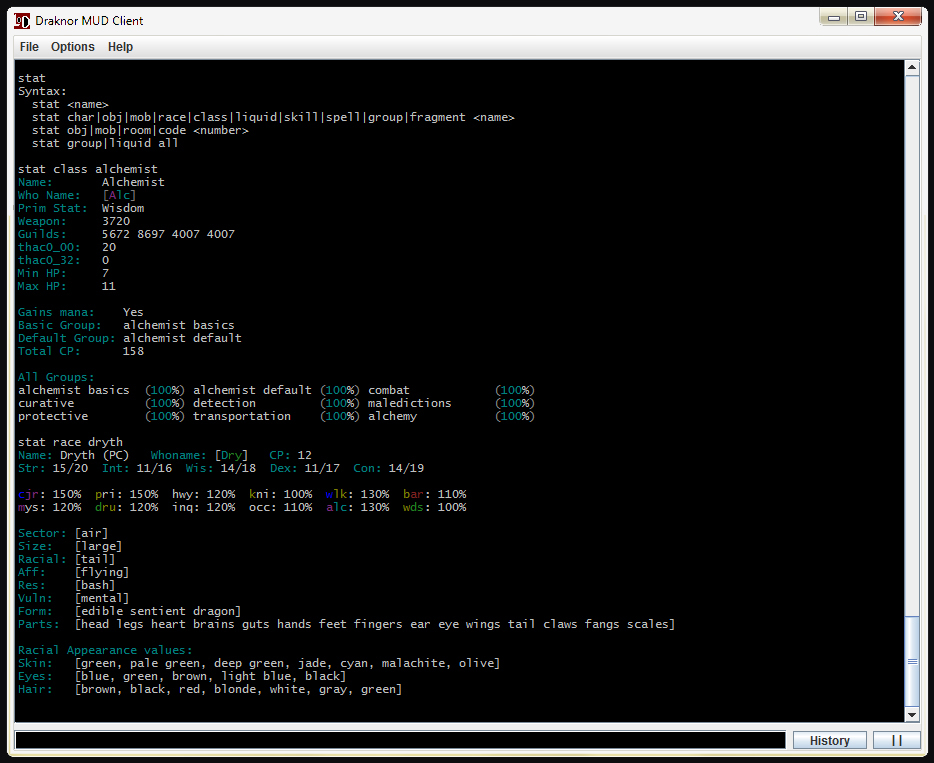 Draknor MUD Client
File Options Help
stat
Syntax:
  stat <name>
  stat char|obj|mob|race|class|liquid|skill|spell|group|fragment <name>
  stat obj|mob|room|code <number>
  stat group|liquid all
stat class alchemist
Name:       Alchemist
Who Name:   [Alc]
Prim Stat:  Wisdom
Weapon:     3720
Guilds:     5672 8697 4007 4007
thac0_00:   20
thac0_32:   0
Min HP:     7
Max HP:     11
Gains mana:    Yes
Basic Group:   alchemist basics
Default Group: alchemist default
Total CP:      158
All Groups:
alchemist basics  (100%) alchemist default (100%) combat            (100%)
curative          (100%) detection         (100%) maledictions      (100%)
protective        (100%) transportation    (100%) alchemy           (100%)
stat race dryth
Name: Dryth (PC)   Whoname: [Dry]   CP: 12
Str: 15/20  Int: 11/16  Wis: 14/18  Dex: 11/17  Con: 14/19
cjr: 150%  pri: 150%  hwy: 120%  kni: 100%  wlk: 130%  bar: 110%
mys: 120%  dru: 120%  inq: 120%  occ: 110%  alc: 130%  wds: 100%
Sector: [air]
Size:   [large]
Racial: [tail]
Aff:    [flying]
Res:    [bash]
Vuln:   [mental]
Form:   [edible sentient dragon]
Parts:  [head legs heart brains guts hands feet fingers ear eye wings tail claws fangs scales]
Racial Appearance values:
Skin:   [green, pale green, deep green, jade, cyan, malachite, olive]
Eyes:   [blue, green, brown, light blue, black]
Hair:   [brown, black, red, blonde, white, gray, green]
History ||